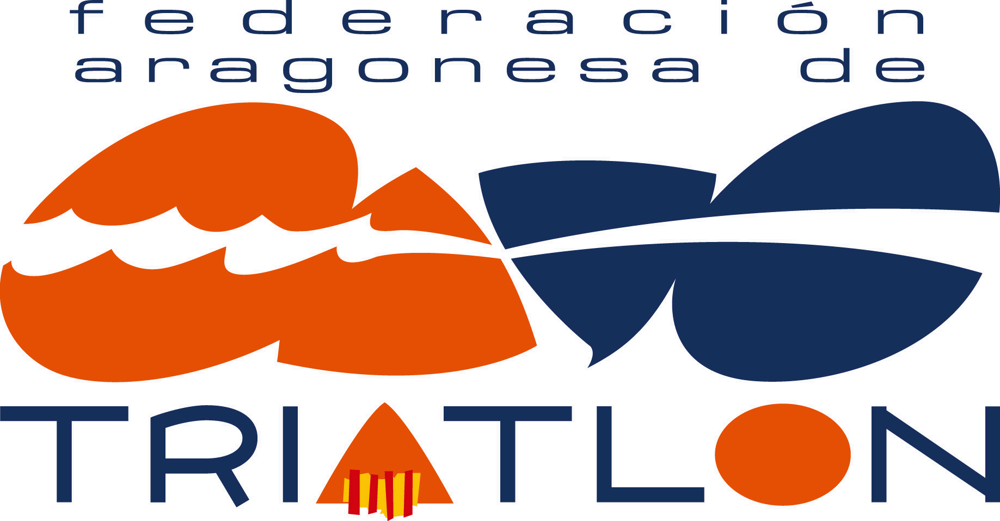 federación
aragonesa de
TRIATLON